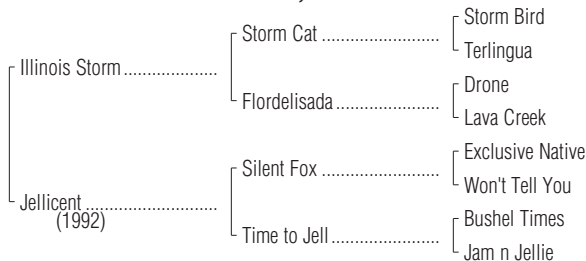 Storm Bird
Storm Cat ........................
Terlingua
Illinois Storm ....................
Drone
Flordelisada ......................
Lava Creek
Exclusive Native
Silent Fox ........................
Won't Tell You
Jellicent ............................
(1992)
Bushel Times
Time to Jell .......................
Jam n Jellie